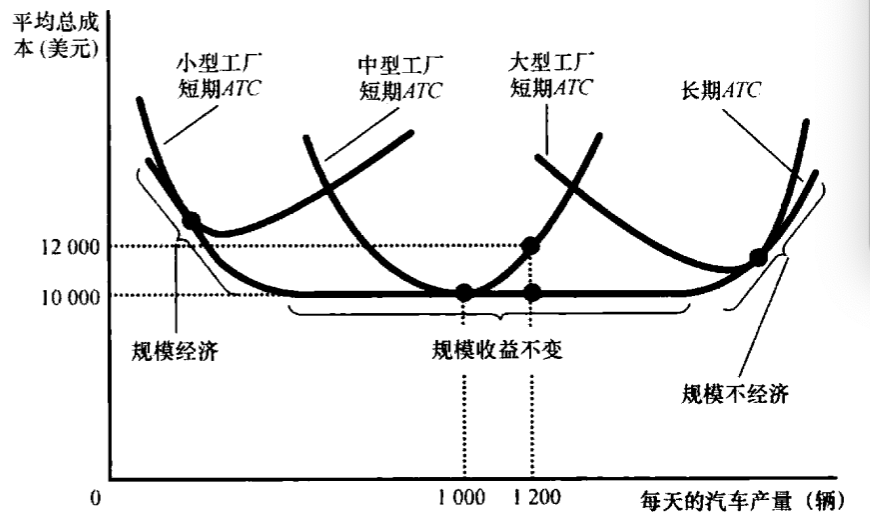 平均总成
本(美元)
小型工厂
短期ATC
中型工厂
短期ATC
大型工厂
短期ATC
长期ATC
12 000
10 000
规模经济
规模收益不变
规模不经济
0
1 000
1 200
每天的汽车产量（辆）